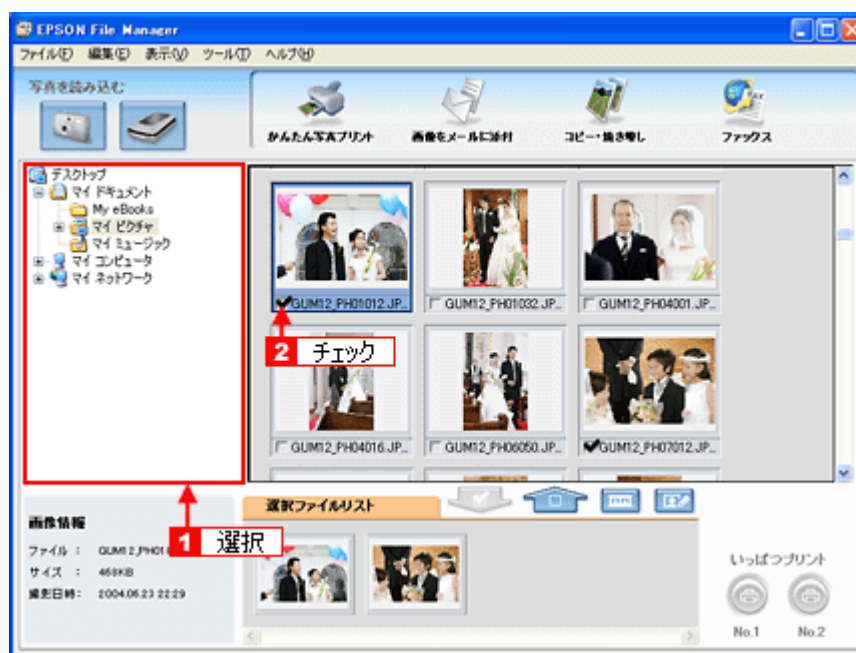 EPSON File Manager
ファイル(F) 編集(E) 表示(V) ツール(T) ヘルプ(H)
写真を読み込む
かんたん写真プリント 画像をメールに添付 コピー・焼き増し ファックス
デスクトップ
マイ ドキュメント
My eBooks
マイ ピクチャ
マイ ミュージック
マイ コンピュータ
マイ ネットワーク
GUM12_PH01012.JP... GUM12_PH01032.JP... GUM12_PH04001.JP...
2 チェック
GUM12_PH04016.JP... GUM12_PH06050.JP... GUM12_PH07012.JP...
1 選択
選択ファイルリスト
画像情報
ファイル : GUM12_PH01
サイズ : 468KB
撮影日時: 2004.06.23 22:29
いっぱつプリント
No.1 No.2